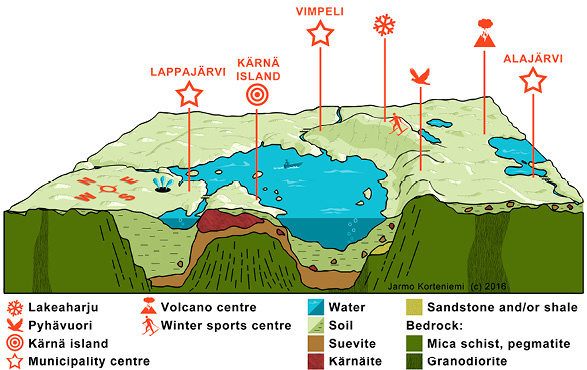 VIMPELI
KÄRNÄ
ISLAND
LAPPAJÄRVI
ALAJÄRVI
N E
W S
Jarmo Korteniemi (c) 2016
Lakeaharju
Pyhävuori
Kärnä island
Municipality centre
Volcano centre
Winter sports centre
Water
Soil
Suevite
Kärnäite
Sandstone and/or shale
Bedrock:
Mica schist, pegmatite
Granodiorite